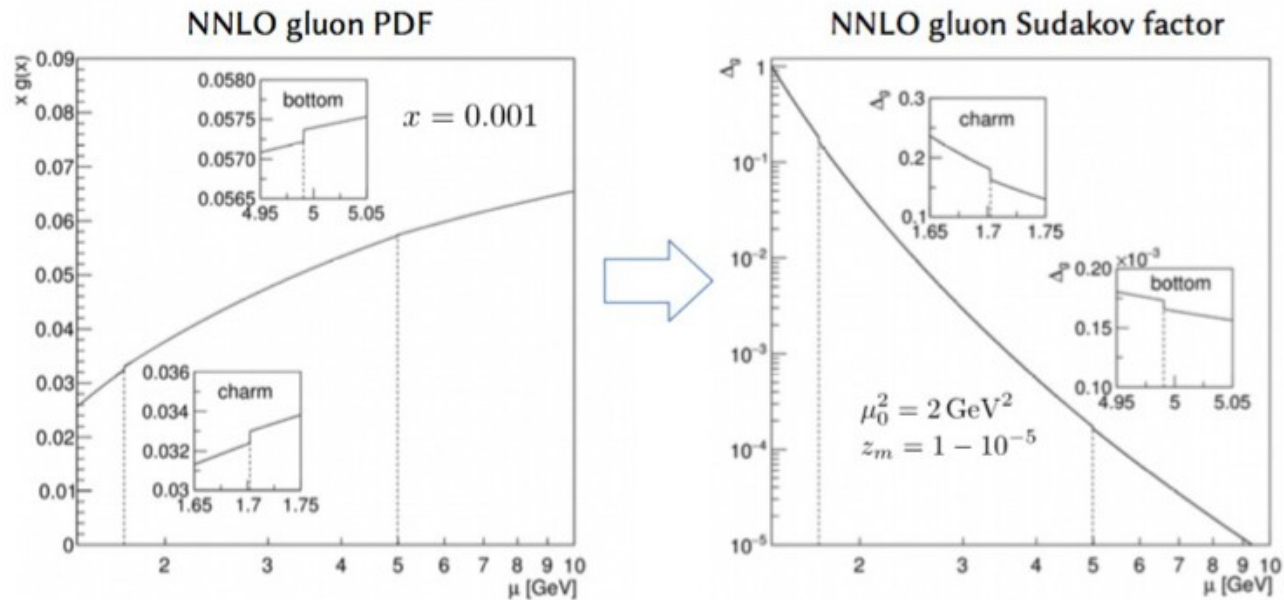 NNLO gluon PDF
x g(x)
0.09
0.08
0.07
0.06
0.05
0.04
0.03
0.02
0.01
0
0.0580
0.0575
0.0570
0.0565
bottom
4.95 5 5.05
x = 0.001
0.036
0.034
0.032
0.03
charm
1.65 1.7 1.75
2 3 4 5 6 7 8 9 10
μ [GeV]
NNLO gluon Sudakov factor
Δg
1
10⁻¹
10⁻²
10⁻³
10⁻⁴
10⁻⁵
Δg
0.3
0.2
0.1
charm
1.65 1.7 1.75
Δg
0.20 ×10⁻³
0.15
0.10
bottom
4.95 5 5.05
μ₀² = 2 GeV²
zₘ = 1 − 10⁻⁵
2 3 4 5 6 7 8 9 10
μ [GeV]